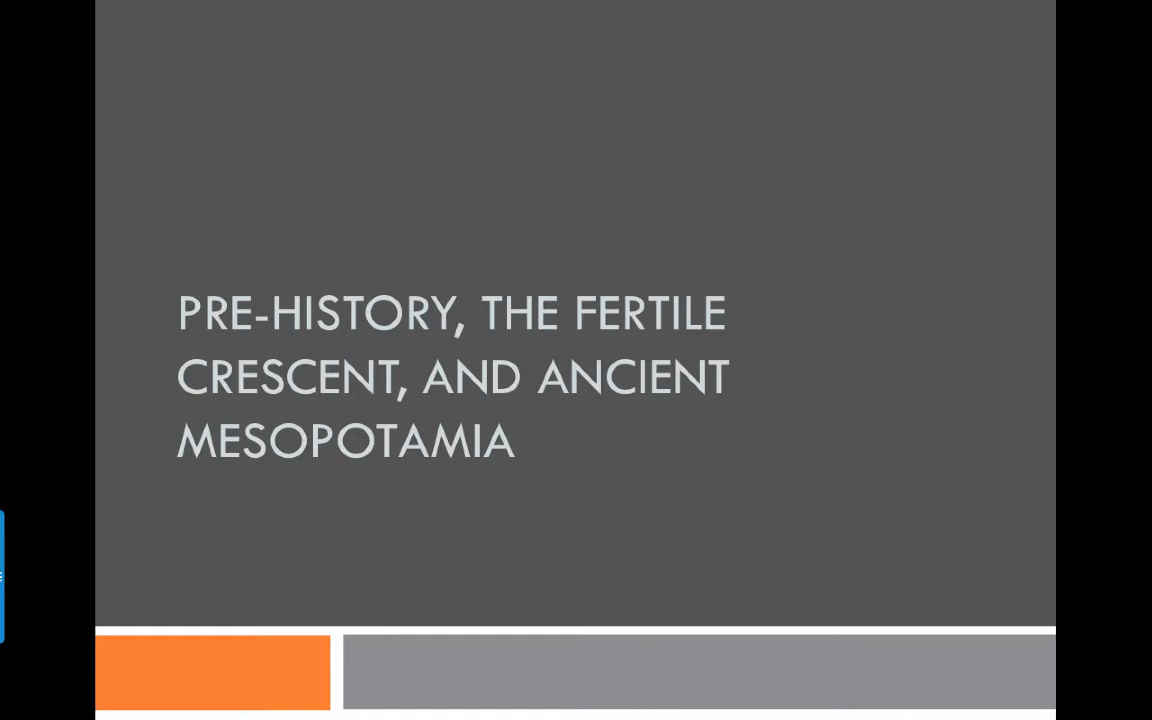 PRE-HISTORY, THE FERTILE
CRESCENT, AND ANCIENT
MESOPOTAMIA